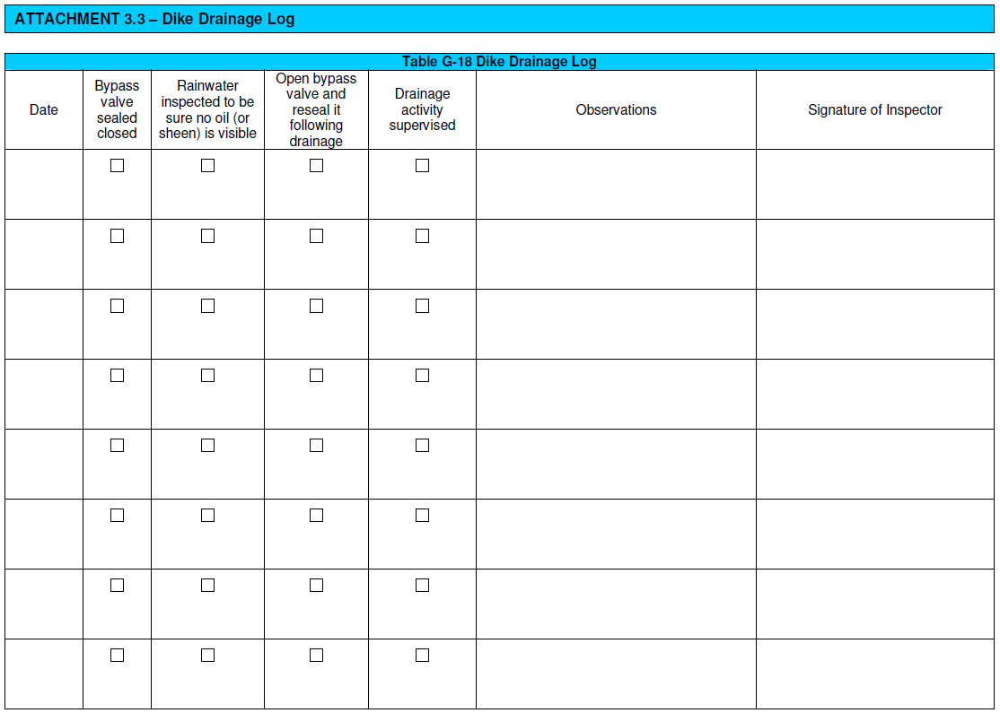 ATTACHMENT 3.3 – Dike Drainage Log
Table G-18 Dike Drainage Log
Date
Bypass
valve
sealed
closed
Rainwater
inspected to be
sure no oil (or
sheen) is visible
Open bypass
valve and
reseal it
following
drainage
Drainage
activity
supervised
Observations
Signature of Inspector